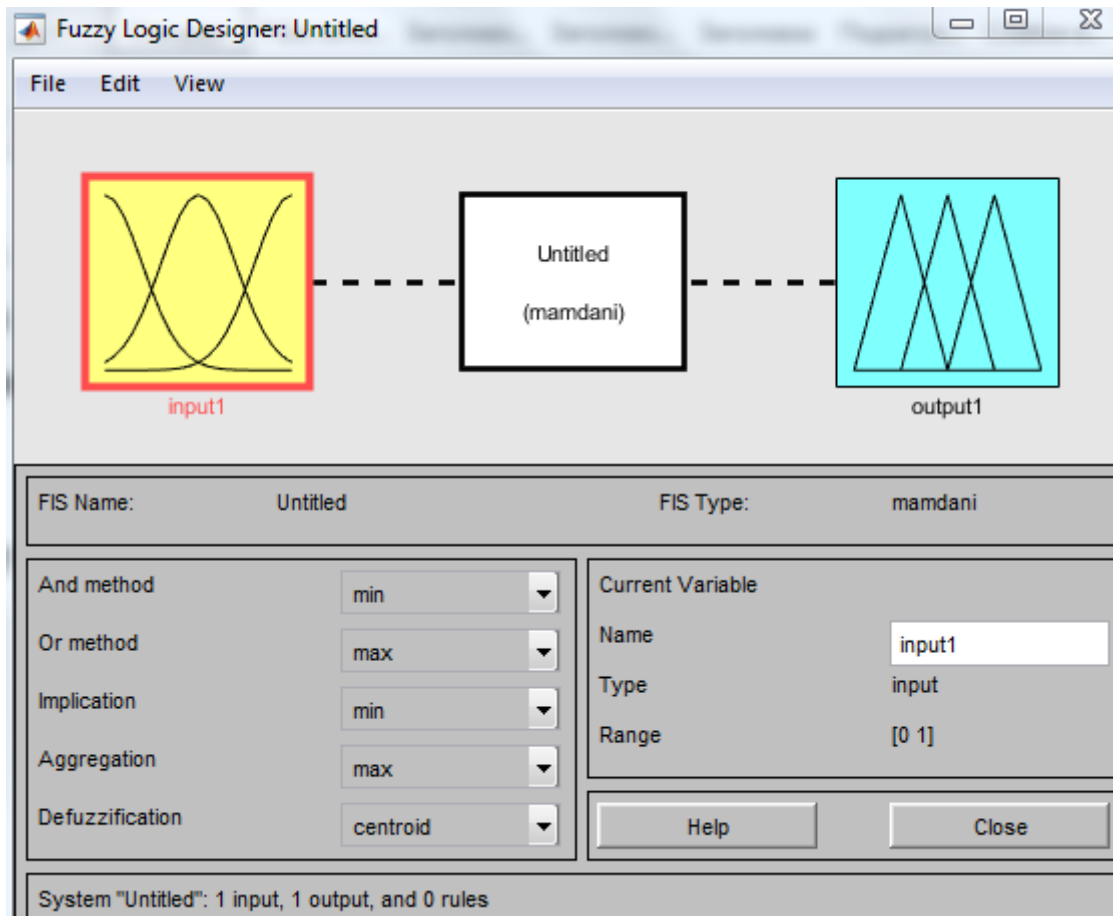 Fuzzy Logic Designer: Untitled
File Edit View
Untitled
(mamdani)
input1
output1
FIS Name: Untitled FIS Type: mamdani
And method min
Or method max
Implication min
Aggregation max
Defuzzification centroid
Current Variable
Name input1
Type input
Range [0 1]
Help Close
System "Untitled": 1 input, 1 output, and 0 rules